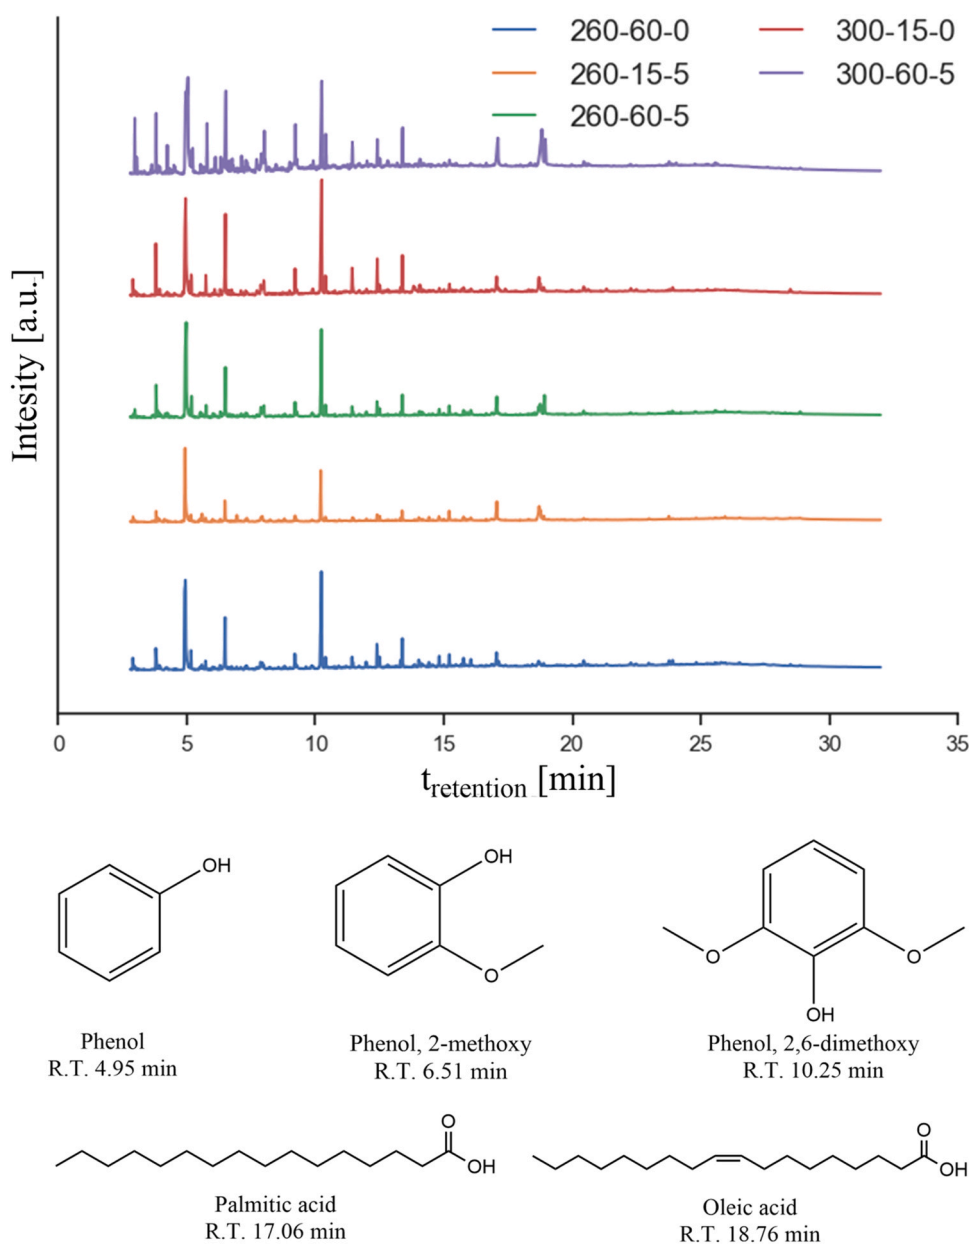 260-60-0
300-15-0
260-15-5
300-60-5
260-60-5
Intesity [a.u.]
0
5
10
15
20
25
30
35
tretention [min]
OH
O
OH
O
O
OH
Phenol
R.T. 4.95 min
Phenol, 2-methoxy
R.T. 6.51 min
Phenol, 2,6-dimethoxy
R.T. 10.25 min
O
OH
O
OH
Palmitic acid
R.T. 17.06 min
Oleic acid
R.T. 18.76 min